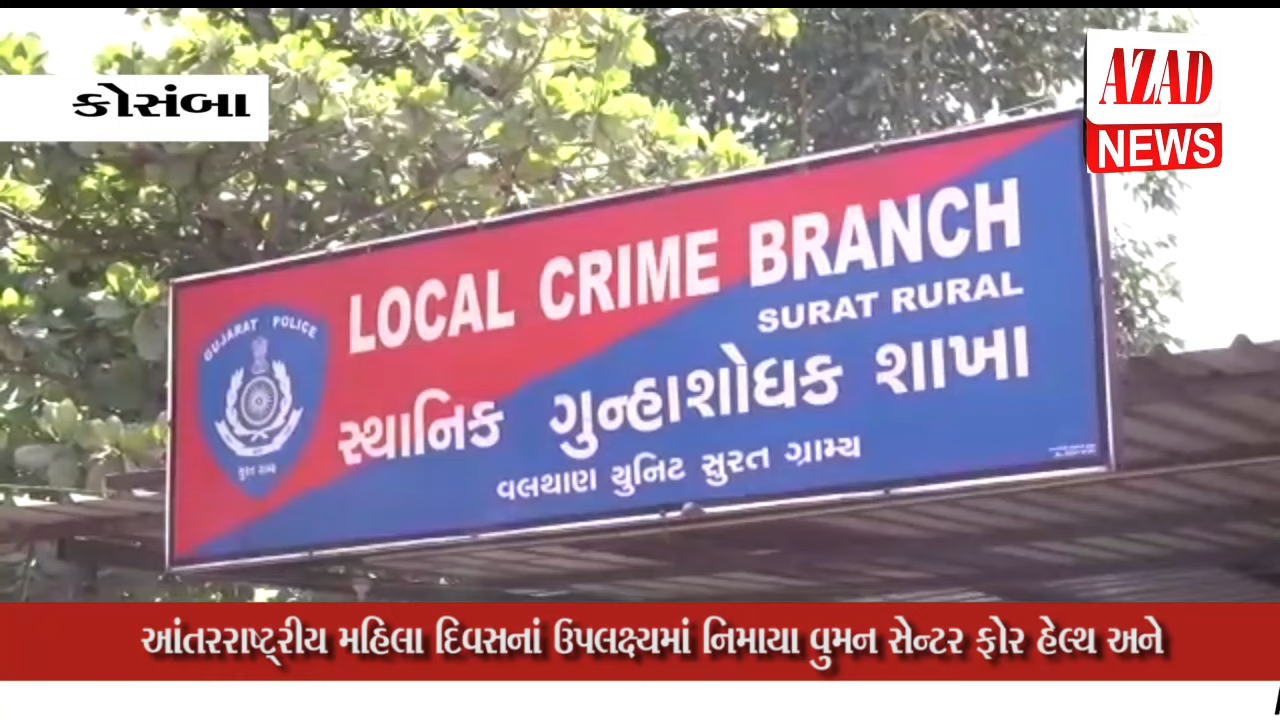 કોસંબા
AZAD
NEWS
LOCAL CRIME BRANCH
SURAT RURAL
GUJARAT POLICE
સ્થાનિક ગુન્હાશોધક શાખા
વલથાણ યુનિટ સુરત ગ્રામ્ય
આંતરરાષ્ટ્રીય મહિલા દિવસનાં ઉપલક્ષ્યમાં નિમાયા વુમન સેન્ટર ફોર હેલ્થ અને